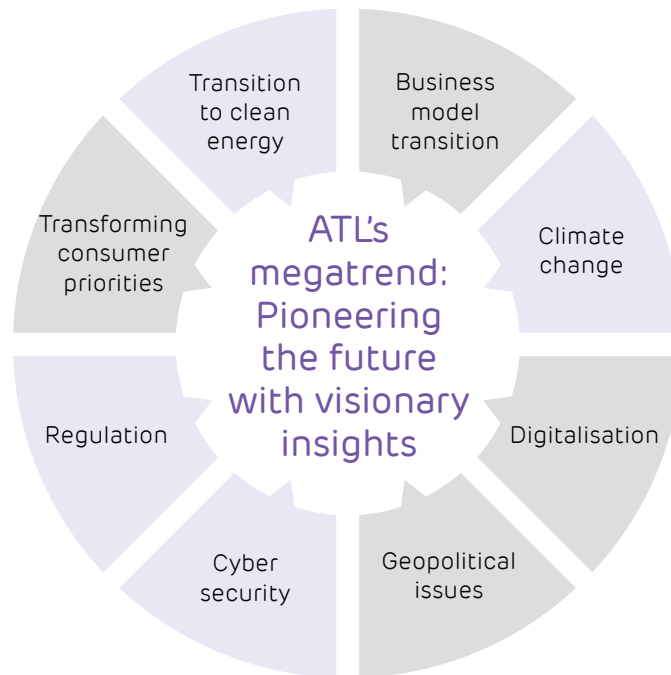 Transition
to clean
energy
Business
model
transition
Transforming
consumer
priorities
ATL's
megatrend:
Pioneering
the future
with visionary
insights
Climate
change
Regulation
Digitalisation
Cyber
security
Geopolitical
issues